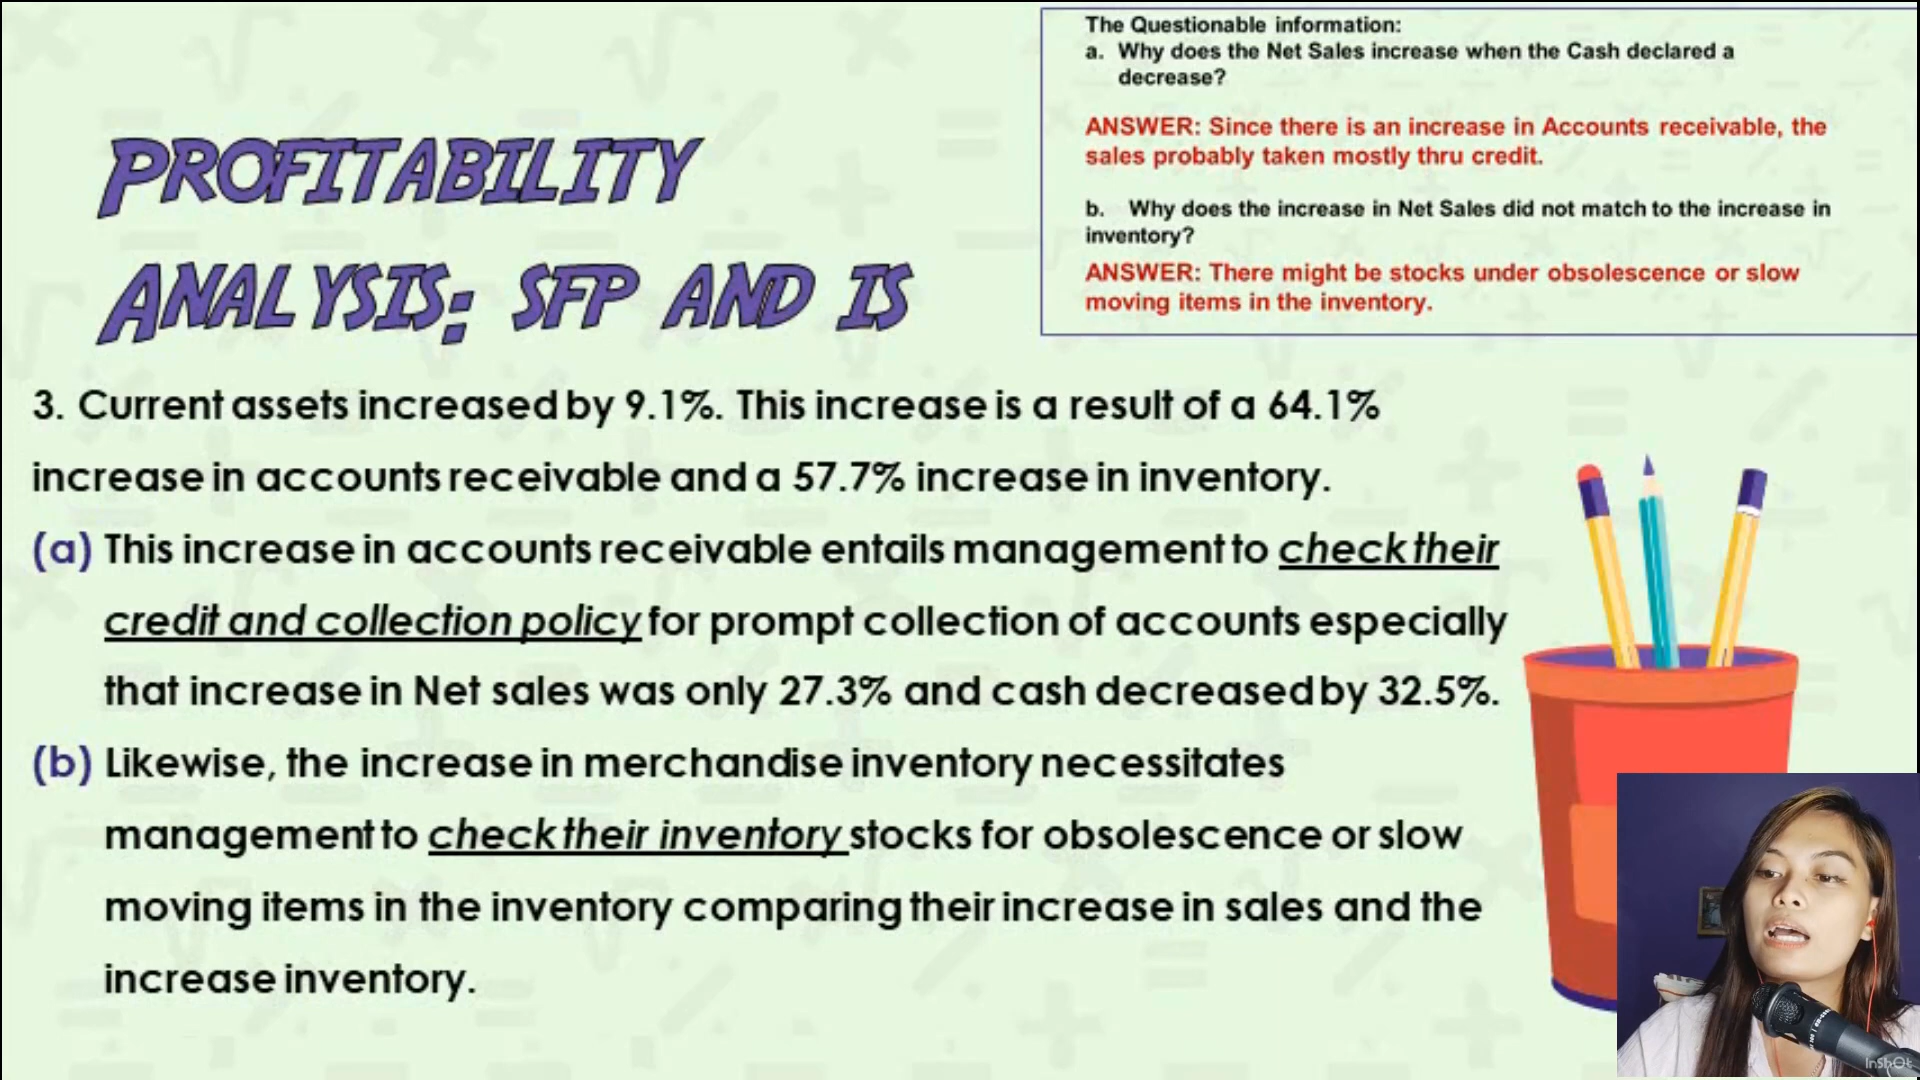 PROFITABILITY
ANALYSIS: SFP AND IS
The Questionable information:
a. Why does the Net Sales increase when the Cash declared a
decrease?
ANSWER: Since there is an increase in Accounts receivable, the
sales probably taken mostly thru credit.
b. Why does the increase in Net Sales did not match to the increase in
inventory?
ANSWER: There might be stocks under obsolescence or slow
moving items in the inventory.
3. Current assets increased by 9.1%. This increase is a result of a 64.1%
increase in accounts receivable and a 57.7% increase in inventory.
(a) This increase in accounts receivable entails management to check their
credit and collection policy for prompt collection of accounts especially
that increase in Net sales was only 27.3% and cash decreased by 32.5%.
(b) Likewise, the increase in merchandise inventory necessitates
management to check their inventory stocks for obsolescence or slow
moving items in the inventory comparing their increase in sales and the
increase inventory.
InShOt